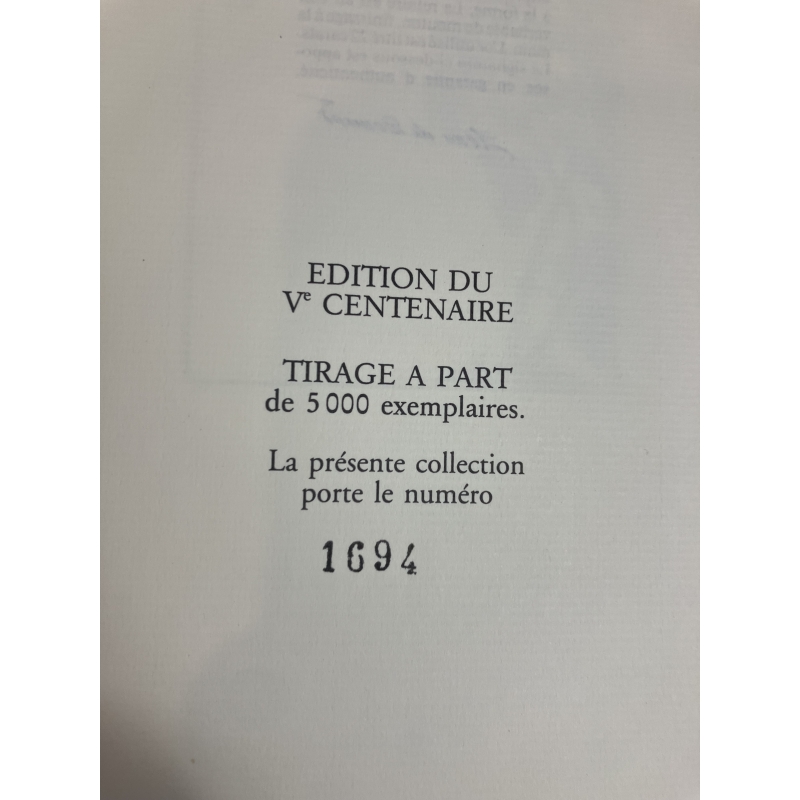 EDITION DU
Ve CENTENAIRE
TIRAGE A PART
de 5000 exemplaires.
La présente collection
porte le numéro
1694